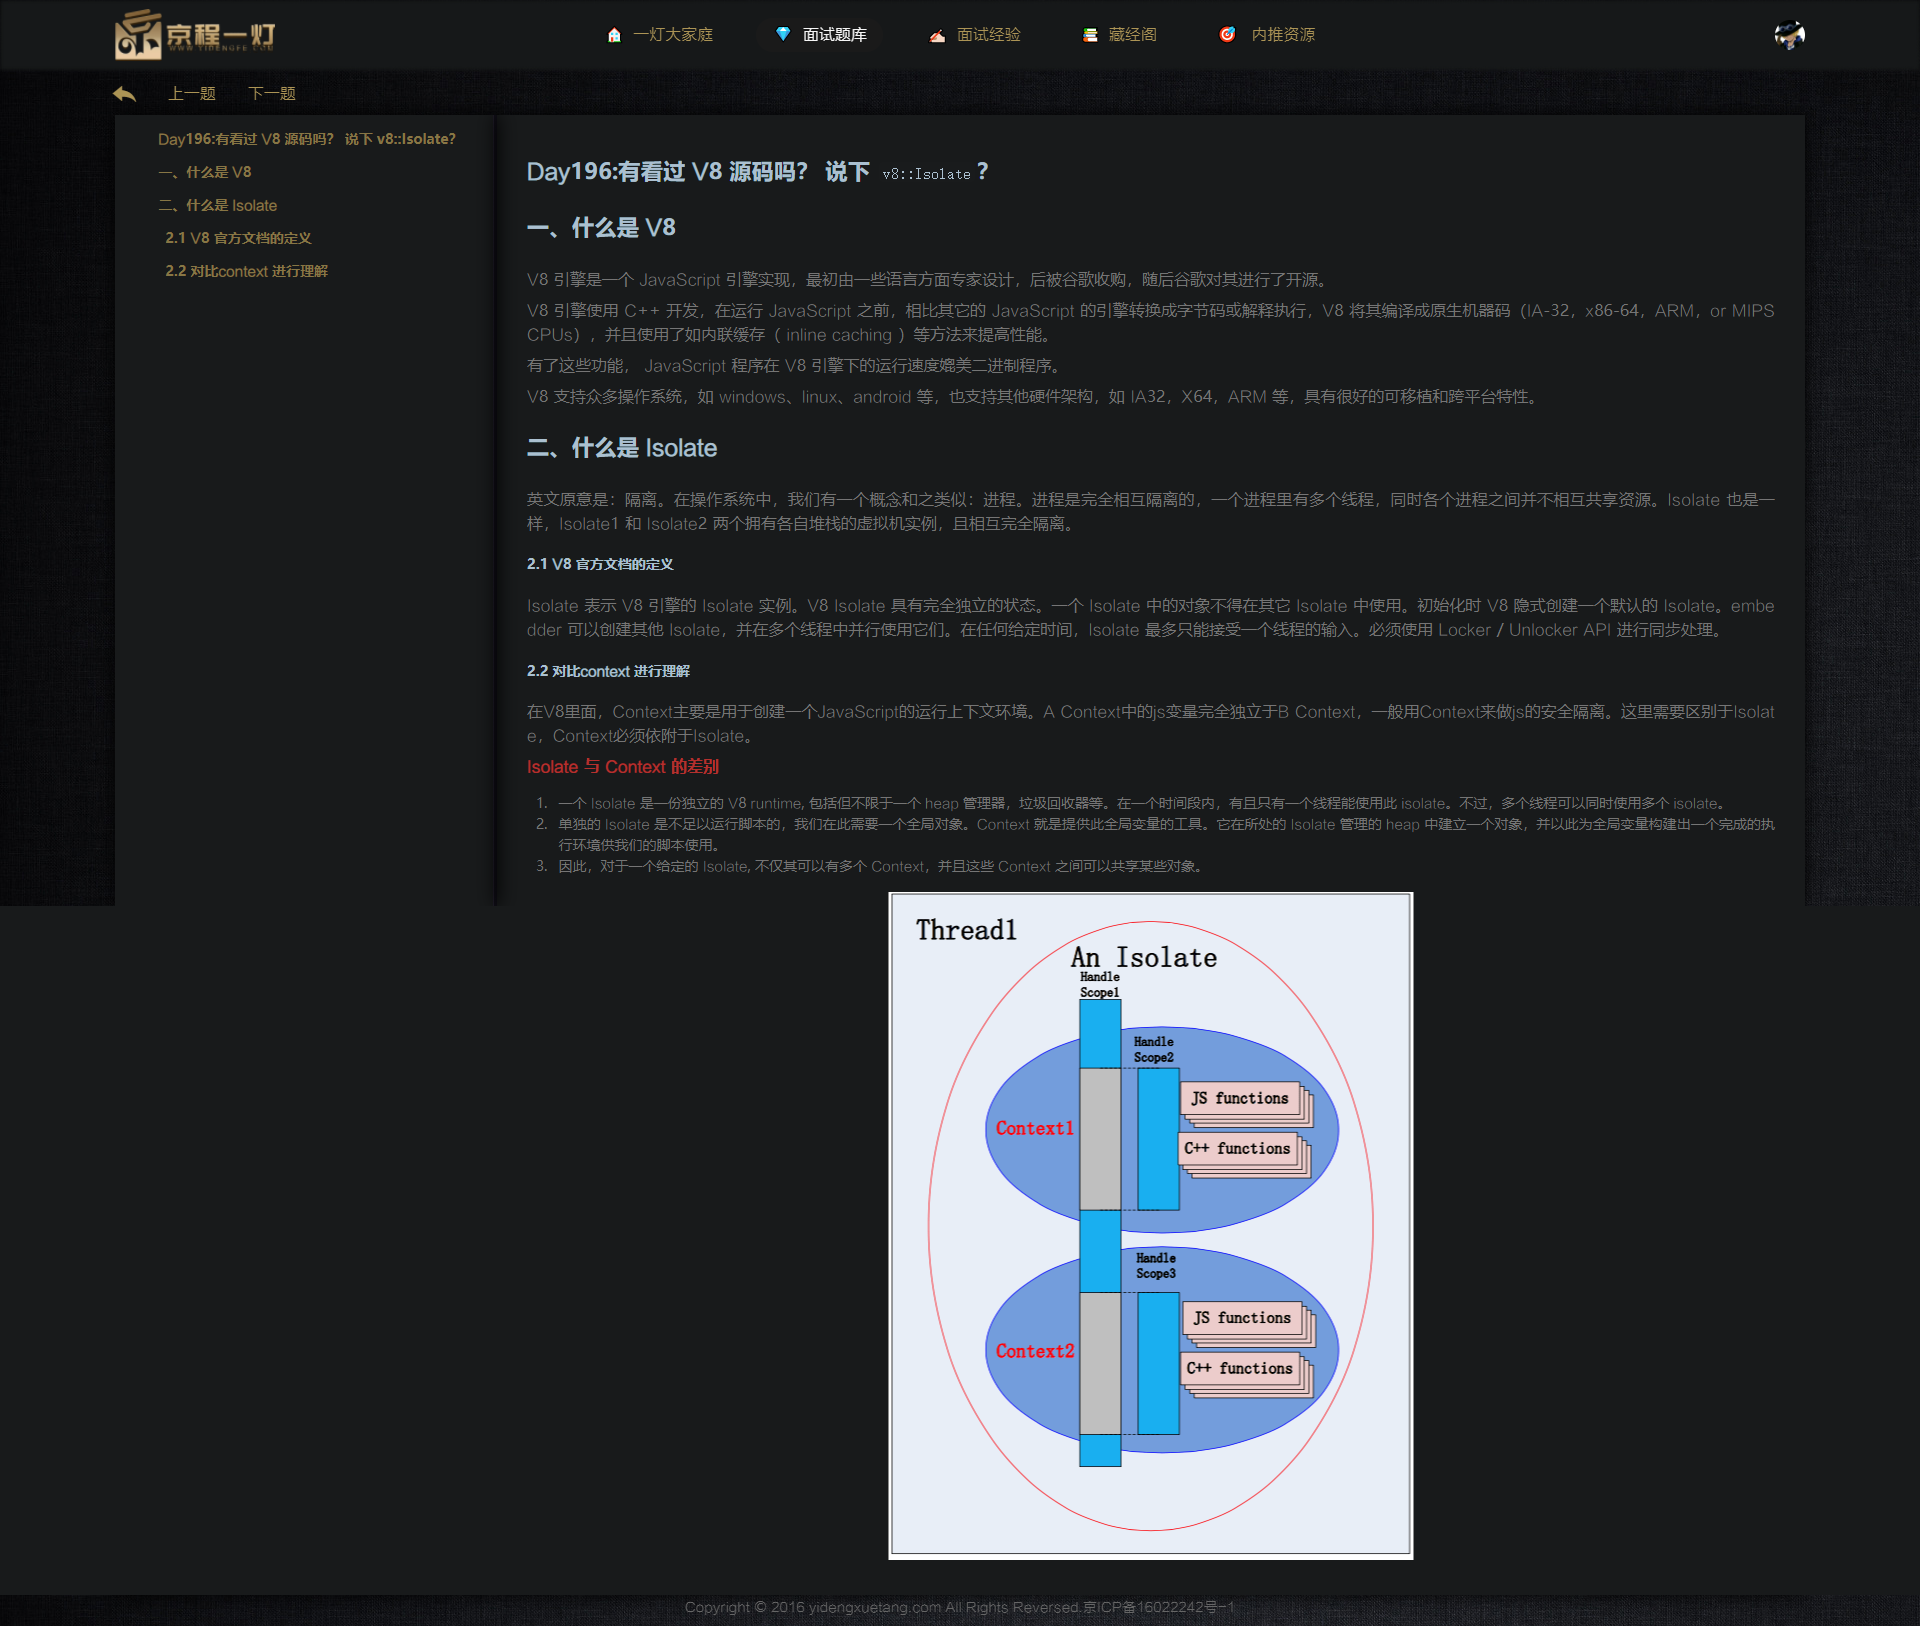 京程一灯
WWW.YIDENGFE.COM
一灯大家庭
面试题库
面试经验
藏经阁
内推资源
上一题
下一题
Day196:有看过 V8 源码吗？ 说下 v8::Isolate?
一、什么是 V8
二、什么是 Isolate
2.1 V8 官方文档的定义
2.2 对比context 进行理解
Day196:有看过 V8 源码吗？ 说下 v8::Isolate ?
一、什么是 V8
V8 引擎是一个 JavaScript 引擎实现，最初由一些语言方面专家设计，后被谷歌收购，随后谷歌对其进行了开源。
V8 引擎使用 C++ 开发，在运行 JavaScript 之前，相比其它的 JavaScript 的引擎转换成字节码或解释执行，V8 将其编译成原生机器码（IA-32，x86-64，ARM，or MIPS
CPUs），并且使用了如内联缓存（ inline caching ）等方法来提高性能。
有了这些功能， JavaScript 程序在 V8 引擎下的运行速度媲美二进制程序。
V8 支持众多操作系统，如 windows、linux、android 等，也支持其他硬件架构，如 IA32，X64，ARM 等，具有很好的可移植和跨平台特性。
二、什么是 Isolate
英文原意是：隔离。在操作系统中，我们有一个概念和之类似：进程。进程是完全相互隔离的，一个进程里有多个线程，同时各个进程之间并不相互共享资源。Isolate 也是一
样，Isolate1 和 Isolate2 两个拥有各自堆栈的虚拟机实例，且相互完全隔离。
2.1 V8 官方文档的定义
Isolate 表示 V8 引擎的 Isolate 实例。V8 Isolate 具有完全独立的状态。一个 Isolate 中的对象不得在其它 Isolate 中使用。初始化时 V8 隐式创建一个默认的 Isolate。embe
dder 可以创建其他 Isolate，并在多个线程中并行使用它们。在任何给定时间，Isolate 最多只能接受一个线程的输入。必须使用 Locker / Unlocker API 进行同步处理。
2.2 对比context 进行理解
在V8里面，Context主要是用于创建一个JavaScript的运行上下文环境。A Context中的js变量完全独立于B Context，一般用Context来做js的安全隔离。这里需要区别于Isolat
e，Context必须依附于Isolate。
Isolate 与 Context 的差别
1. 一个 Isolate 是一份独立的 V8 runtime, 包括但不限于一个 heap 管理器，垃圾回收器等。在一个时间段内，有且只有一个线程能使用此 isolate。不过，多个线程可以同时使用多个 isolate。
2. 单独的 Isolate 是不足以运行脚本的，我们在此需要一个全局对象。Context 就是提供此全局变量的工具。它在所处的 Isolate 管理的 heap 中建立一个对象，并以此为全局变量构建出一个完成的执
行环境供我们的脚本使用。
3. 因此，对于一个给定的 Isolate, 不仅其可以有多个 Context，并且这些 Context 之间可以共享某些对象。
Thread1
An Isolate
Handle
Scope1
Handle
Scope2
JS functions
Context1
C++ functions
Handle
Scope3
JS functions
Context2
C++ functions
Copyright © 2016 yidengxuetang.com All Rights Reversed.京ICP备16022242号-1